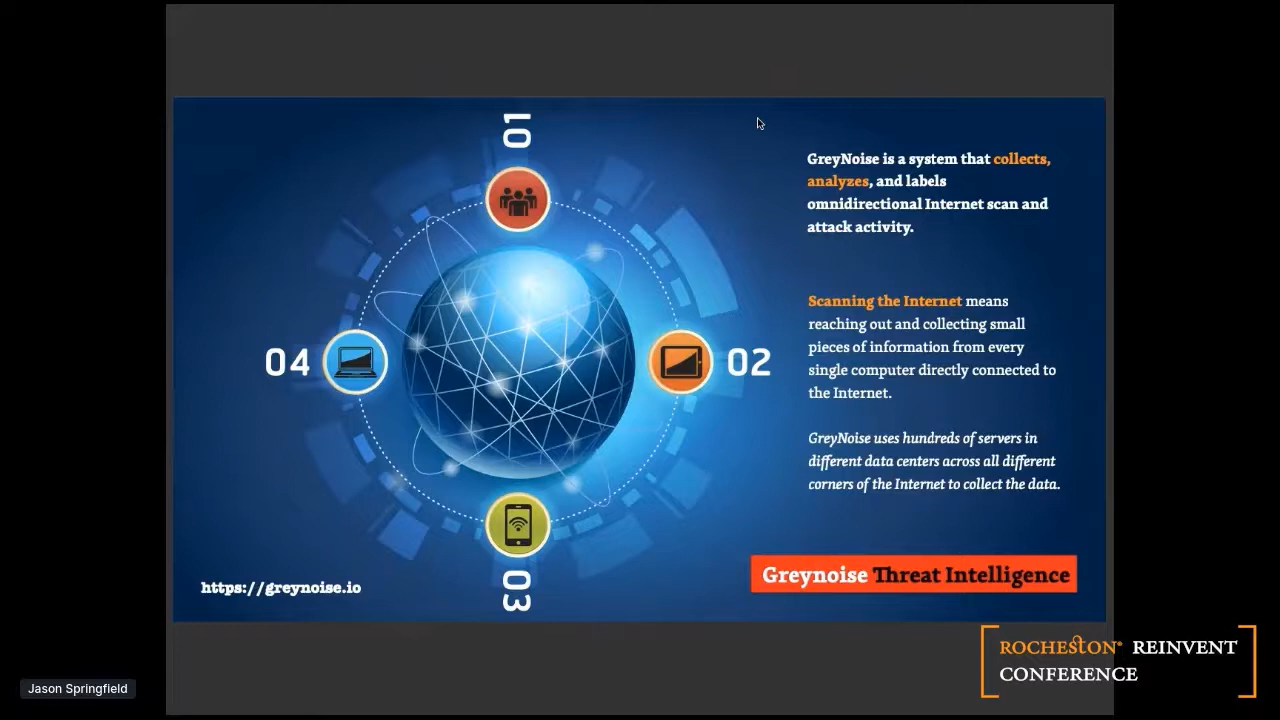 01
GreyNoise is a system that collects,
analyzes, and labels
omnidirectional Internet scan and
attack activity.
04
02
Scanning the Internet means
reaching out and collecting small
pieces of information from every
single computer directly connected to
the Internet.
GreyNoise uses hundreds of servers in
different data centers across all different
corners of the Internet to collect the data.
03
https://greynoise.io
Greynoise Threat Intelligence
ROCHESTON® REINVENT
CONFERENCE
Jason Springfield